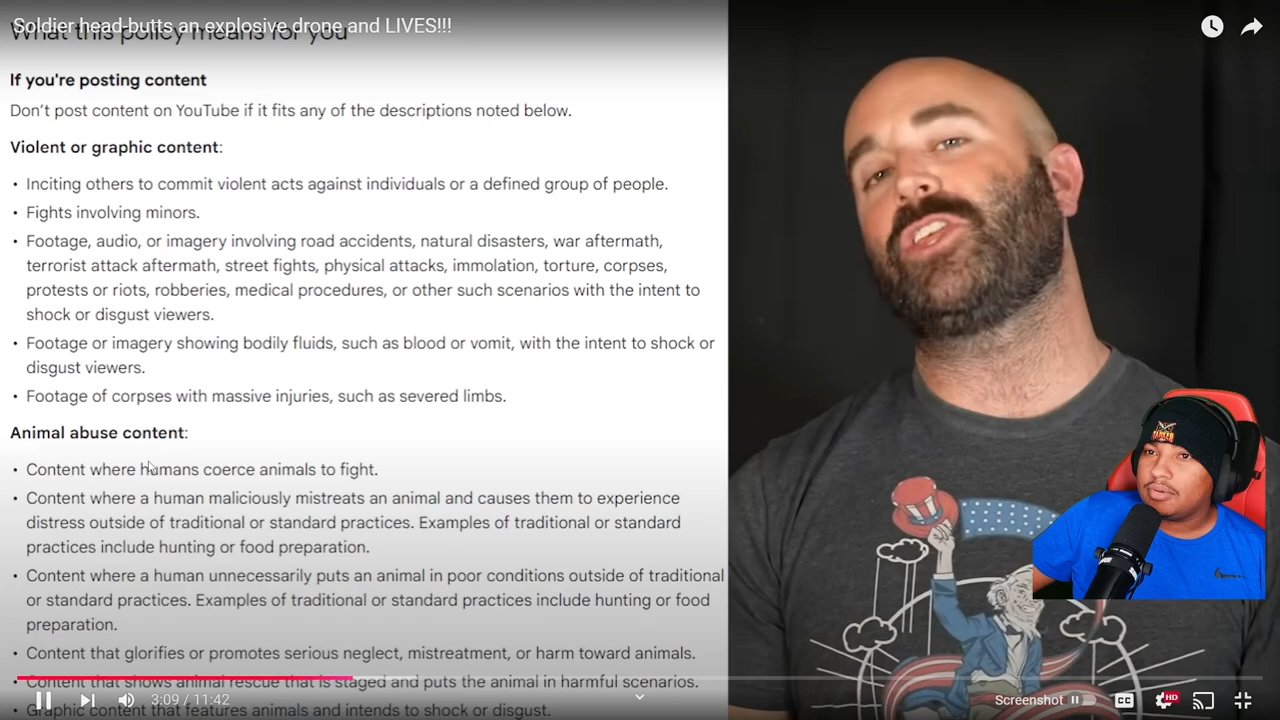 Soldier head-butts an explosive drone and LIVES!!!
What this policy means for you
If you're posting content
Don’t post content on YouTube if it fits any of the descriptions noted below.
Violent or graphic content:
• Inciting others to commit violent acts against individuals or a defined group of people.
• Fights involving minors.
• Footage, audio, or imagery involving road accidents, natural disasters, war aftermath,
terrorist attack aftermath, street fights, physical attacks, immolation, torture, corpses,
protests or riots, robberies, medical procedures, or other such scenarios with the intent to
shock or disgust viewers.
• Footage or imagery showing bodily fluids, such as blood or vomit, with the intent to shock or
disgust viewers.
• Footage of corpses with massive injuries, such as severed limbs.
Animal abuse content:
• Content where humans coerce animals to fight.
• Content where a human maliciously mistreats an animal and causes them to experience
distress outside of traditional or standard practices. Examples of traditional or standard
practices include hunting or food preparation.
• Content where a human unnecessarily puts an animal in poor conditions outside of traditional
or standard practices. Examples of traditional or standard practices include hunting or food
preparation.
• Content that glorifies or promotes serious neglect, mistreatment, or harm toward animals.
• Content that shows animal rescue that is staged and puts the animal in harmful scenarios.
• Graphic content that features animals and intends to shock or disgust.
3:09 / 11:42
Screenshot
CC
HD